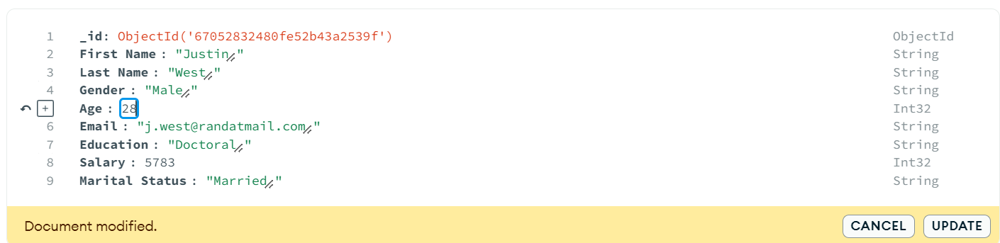 1 _id: ObjectId('67052832480fe52b43a2539f') ObjectId
2 First Name : "Justin" String
3 Last Name : "West" String
4 Gender : "Male" String
+ Age : 28 Int32
6 Email : "j.west@randatmail.com" String
7 Education : "Doctoral" String
8 Salary : 5783 Int32
9 Marital Status : "Married" String
Document modified. CANCEL UPDATE